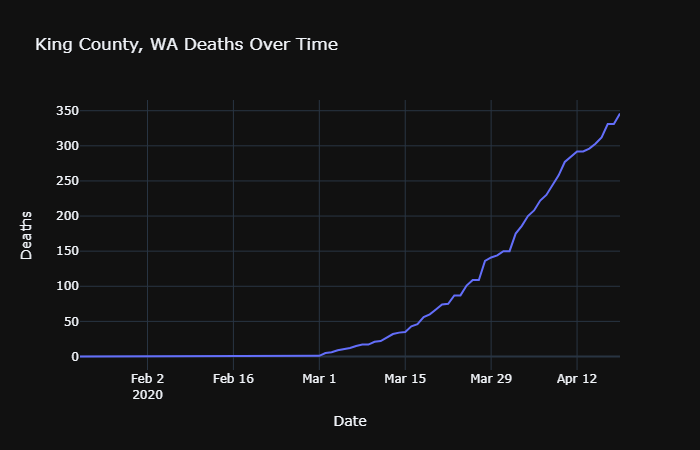 King County, WA Deaths Over Time
350
300
250
200
150
100
50
0
Deaths
Feb 2
2020
Feb 16
Mar 1
Mar 15
Mar 29
Apr 12
Date